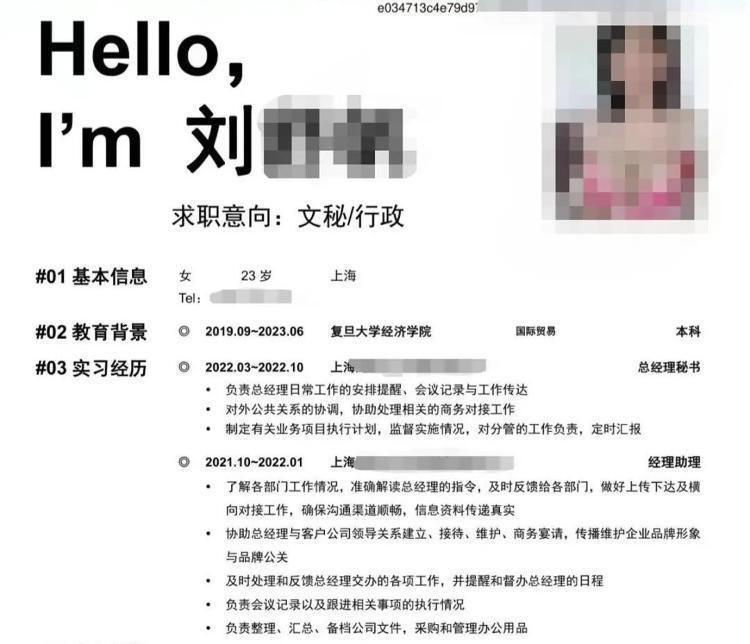 e034713c4e79d97
Hello,
I'm 刘
求职意向：文秘/行政
#01 基本信息 女 23 岁 上海
Tel：
#02 教育背景 ◎ 2019.09~2023.06 复旦大学经济学院 国际贸易 本科
#03 实习经历 ◎ 2022.03~2022.10 上海 总经理秘书
• 负责总经理日常工作的安排提醒、会议记录与工作传达
• 对外公共关系的协调，协助处理相关的商务对接工作
• 制定有关业务项目执行计划，监督实施情况，对分管的工作负责，定时汇报
◎ 2021.10~2022.01 上海 经理助理
• 了解各部门工作情况，准确解读总经理的指令，及时反馈给各部门，做好上传下达及横
向对接工作，确保沟通渠道顺畅，信息资料传递真实
• 协助总经理与客户公司领导关系建立、接待、维护、商务宴请，传播维护企业品牌形象
与品牌公关
• 及时处理和反馈总经理交办的各项工作，并提醒和督办总经理的日程
• 负责会议记录以及跟进相关事项的执行情况
• 负责整理、汇总、备档公司文件，采购和管理办公用品